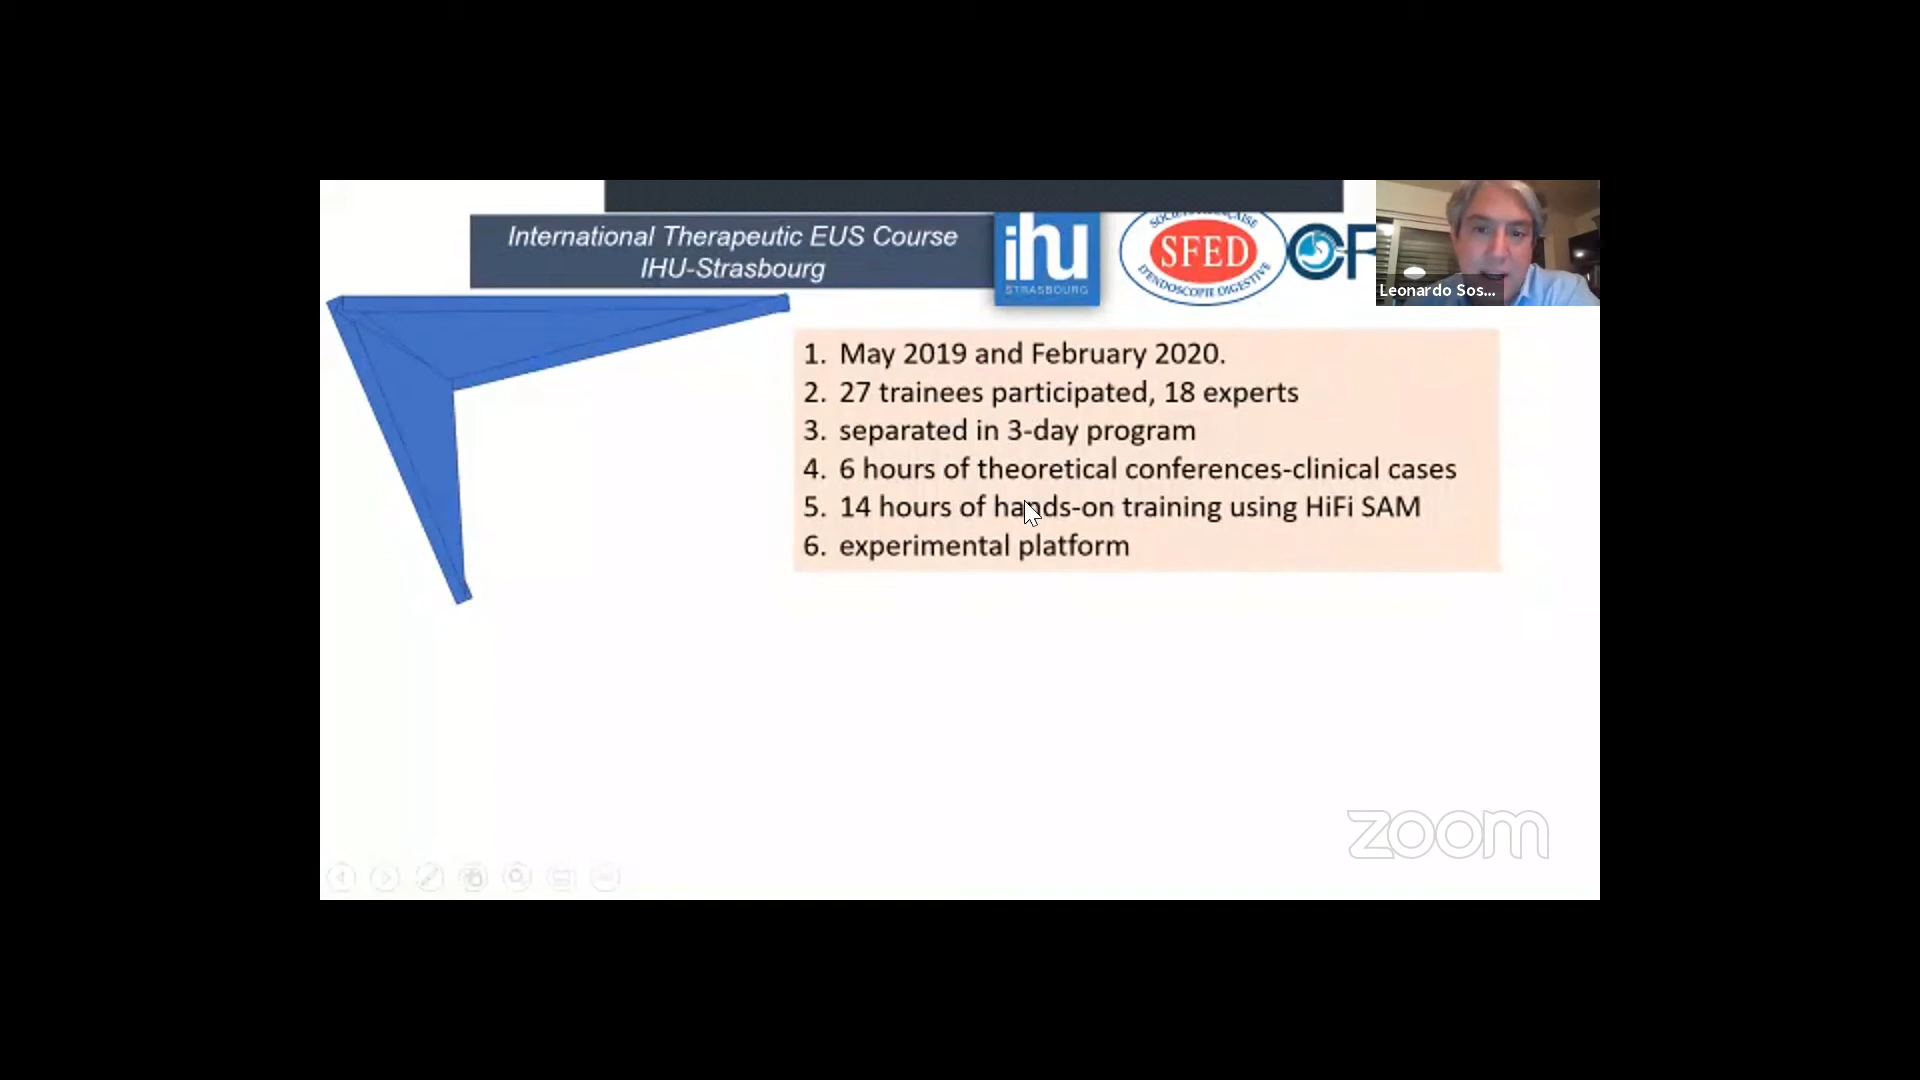 International Therapeutic EUS Course
IHU-Strasbourg
ihu
STRASBOURG
SFED
D'ENDOSCOPIE DIGESTIVE
CF
Leonardo Sos...
1. May 2019 and February 2020.
2. 27 trainees participated, 18 experts
3. separated in 3-day program
4. 6 hours of theoretical conferences-clinical cases
5. 14 hours of hands-on training using HiFi SAM
6. experimental platform
zoom